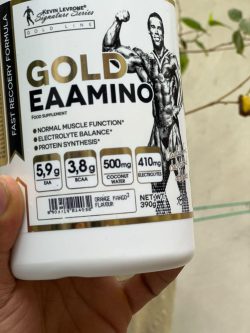 KEVIN LEVRONE
Signature Series
GOLD LINE
FAST RECOVERY FORMULA
GOLD
EAAMINO
FOOD SUPPLEMENT
•NORMAL MUSCLE FUNCTION*
•ELECTROLYTE BALANCE*
•PROTEIN SYNTHESIS*
5,9g
EAA
3,8g
BCAA
500mg
COCONUT
WATER
410mg
ELECTROLYTES
ORANGE MANGO
FLAVOUR
NET WT.
390g